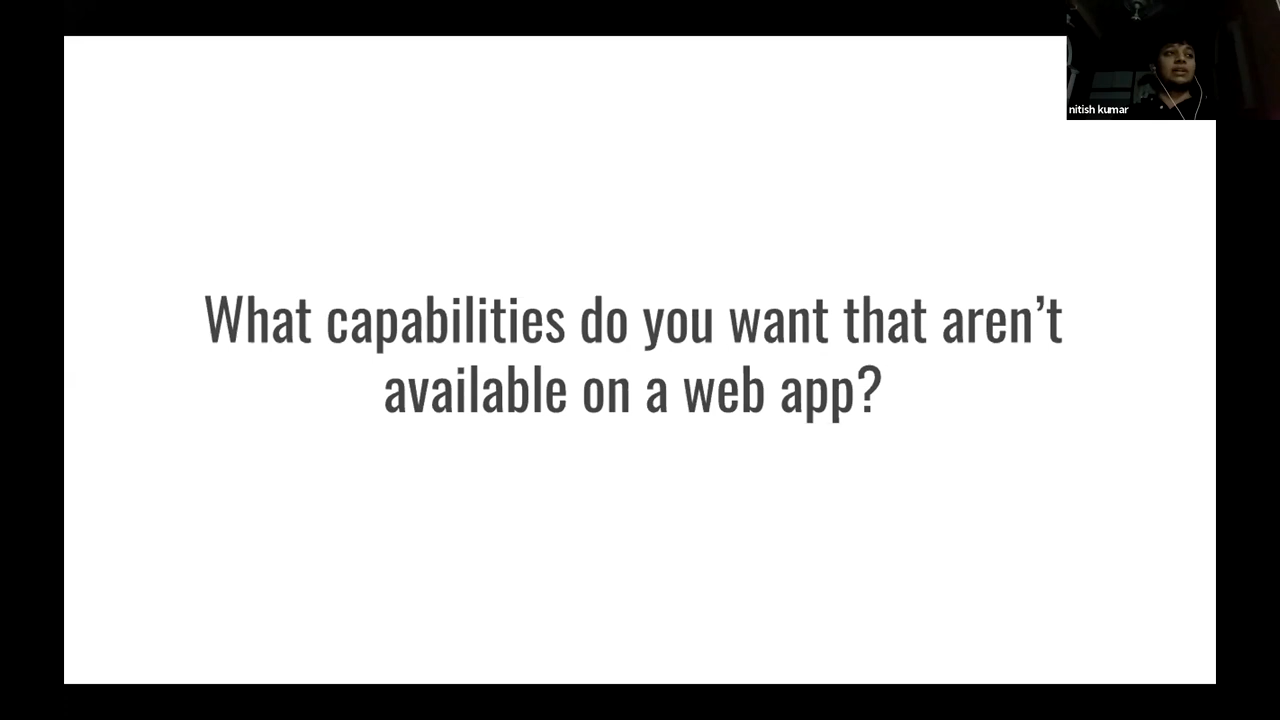 nitish kumar
What capabilities do you want that aren’t
available on a web app?